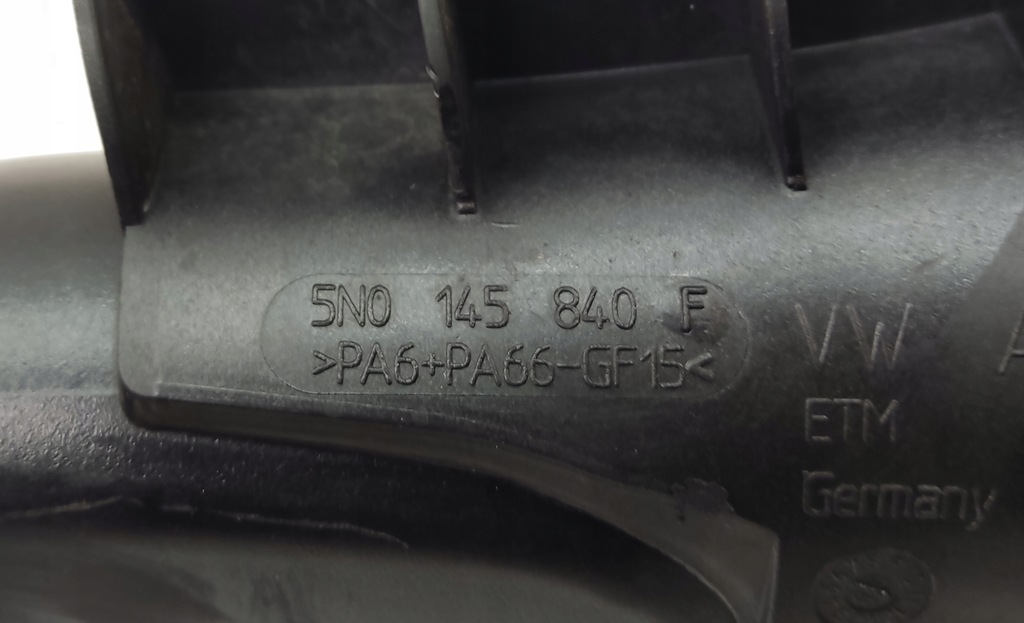 5N0 145 840 F
>PA6+PA66-GF15<
VW A
ETM
Germany